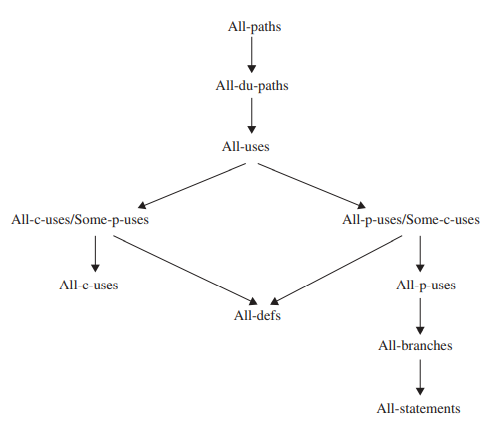 All-paths
All-du-paths
All-uses
All-c-uses/Some-p-uses
All-p-uses/Some-c-uses
All-c-uses
All-p-uses
All-defs
All-branches
All-statements